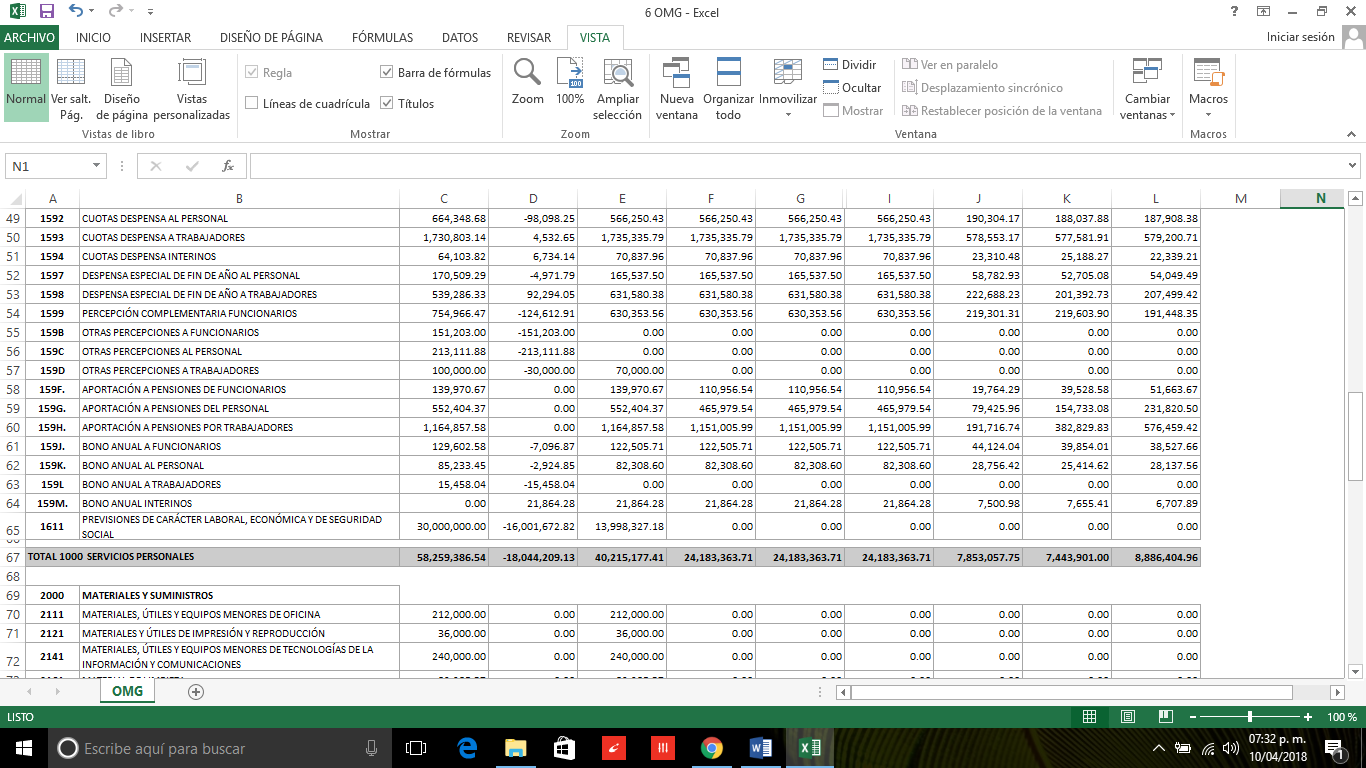 6 OMG - Excel
ARCHIVO INICIO INSERTAR DISEÑO DE PÁGINA FÓRMULAS DATOS REVISAR VISTA Iniciar sesión
Normal Ver salt. Pág. Diseño de página Vistas personalizadas
Vistas de libro
Regla Barra de fórmulas
Líneas de cuadrícula Títulos
Mostrar
Zoom 100% Ampliar selección
Zoom
Nueva ventana Organizar todo Inmovilizar
Dividir Ver en paralelo
Ocultar Desplazamiento sincrónico
Mostrar Restablecer posición de la ventana
Cambiar ventanas
Ventana
Macros
Macros
N1 fx
A B C D E F G I J K L M N
49 1592 CUOTAS DESPENSA AL PERSONAL 664,348.68 -98,098.25 566,250.43 566,250.43 566,250.43 566,250.43 190,304.17 188,037.88 187,908.38
50 1593 CUOTAS DESPENSA A TRABAJADORES 1,730,803.14 4,532.65 1,735,335.79 1,735,335.79 1,735,335.79 1,735,335.79 578,553.17 577,581.91 579,200.71
51 1594 CUOTAS DESPENSA INTERINOS 64,103.82 6,734.14 70,837.96 70,837.96 70,837.96 70,837.96 23,310.48 25,188.27 22,339.21
52 1597 DESPENSA ESPECIAL DE FIN DE AÑO AL PERSONAL 170,509.29 -4,971.79 165,537.50 165,537.50 165,537.50 165,537.50 58,782.93 52,705.08 54,049.49
53 1598 DESPENSA ESPECIAL DE FIN DE AÑO A TRABAJADORES 539,286.33 92,294.05 631,580.38 631,580.38 631,580.38 631,580.38 222,688.23 201,392.73 207,499.42
54 1599 PERCEPCIÓN COMPLEMENTARIA FUNCIONARIOS 754,966.47 -124,612.91 630,353.56 630,353.56 630,353.56 630,353.56 219,301.31 219,603.90 191,448.35
55 159B OTRAS PERCEPCIONES A FUNCIONARIOS 151,203.00 -151,203.00 0.00 0.00 0.00 0.00 0.00 0.00 0.00
56 159C OTRAS PERCEPCIONES AL PERSONAL 213,111.88 -213,111.88 0.00 0.00 0.00 0.00 0.00 0.00 0.00
57 159D OTRAS PERCEPCIONES A TRABAJADORES 100,000.00 -30,000.00 70,000.00 0.00 0.00 0.00 0.00 0.00 0.00
58 159F. APORTACIÓN A PENSIONES DE FUNCIONARIOS 139,970.67 0.00 139,970.67 110,956.54 110,956.54 110,956.54 19,764.29 39,528.58 51,663.67
59 159G. APORTACIÓN A PENSIONES DEL PERSONAL 552,404.37 0.00 552,404.37 465,979.54 465,979.54 465,979.54 79,425.96 154,733.08 231,820.50
60 159H. APORTACIÓN A PENSIONES POR TRABAJADORES 1,164,857.58 0.00 1,164,857.58 1,151,005.99 1,151,005.99 1,151,005.99 191,716.74 382,829.83 576,459.42
61 159J. BONO ANUAL A FUNCIONARIOS 129,602.58 -7,096.87 122,505.71 122,505.71 122,505.71 122,505.71 44,124.04 39,854.01 38,527.66
62 159K. BONO ANUAL AL PERSONAL 85,233.45 -2,924.85 82,308.60 82,308.60 82,308.60 82,308.60 28,756.42 25,414.62 28,137.56
63 159L BONO ANUAL A TRABAJADORES 15,458.04 -15,458.04 0.00 0.00 0.00 0.00 0.00 0.00 0.00
64 159M. BONO ANUAL INTERINOS 0.00 21,864.28 21,864.28 21,864.28 21,864.28 21,864.28 7,500.98 7,655.41 6,707.89
65 1611 PREVISIONES DE CARÁCTER LABORAL, ECONÓMICA Y DE SEGURIDAD SOCIAL 30,000,000.00 -16,001,672.82 13,998,327.18 0.00 0.00 0.00 0.00 0.00 0.00
67 TOTAL 1000 SERVICIOS PERSONALES 58,259,386.54 -18,044,209.13 40,215,177.41 24,183,363.71 24,183,363.71 24,183,363.71 7,853,057.75 7,443,901.00 8,886,404.96
68
69 2000 MATERIALES Y SUMINISTROS
70 2111 MATERIALES, ÚTILES Y EQUIPOS MENORES DE OFICINA 212,000.00 0.00 212,000.00 0.00 0.00 0.00 0.00 0.00 0.00
71 2121 MATERIALES Y ÚTILES DE IMPRESIÓN Y REPRODUCCIÓN 36,000.00 0.00 36,000.00 0.00 0.00 0.00 0.00 0.00 0.00
72 2141 MATERIALES, ÚTILES Y EQUIPOS MENORES DE TECNOLOGÍAS DE LA INFORMACIÓN Y COMUNICACIONES 240,000.00 0.00 240,000.00 0.00 0.00 0.00 0.00 0.00 0.00
OMG
LISTO 100 %
Escribe aquí para buscar
07:32 p. m.
10/04/2018